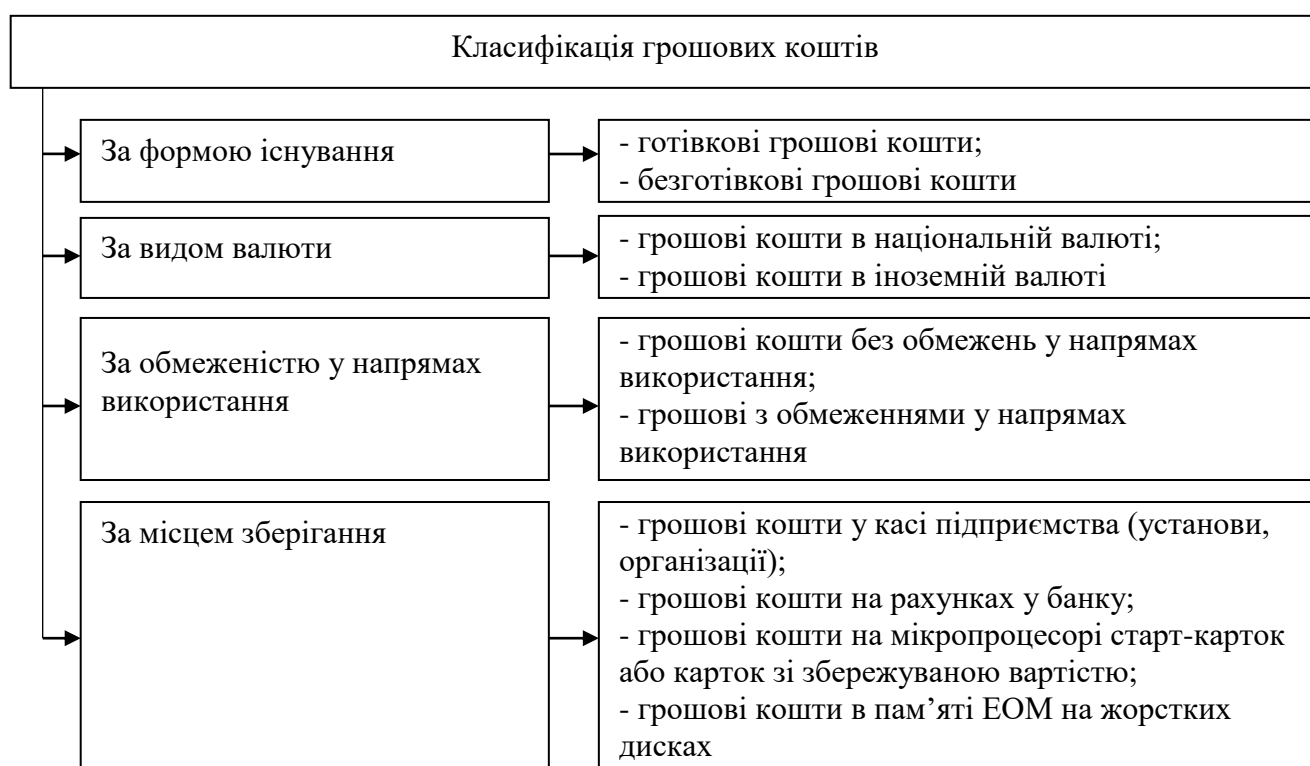 Класифікація грошових коштів
За формою існування
- готівкові грошові кошти;
- безготівкові грошові кошти
За видом валюти
- грошові кошти в національній валюті;
- грошові кошти в іноземній валюті
За обмеженістю у напрямах
використання
- грошові кошти без обмежень у напрямах
використання;
- грошові з обмеженнями у напрямах
використання
За місцем зберігання
- грошові кошти у касі підприємства (установи,
організації);
- грошові кошти на рахунках у банку;
- грошові кошти на мікропроцесорі старт-карток
або карток зі збережуваною вартістю;
- грошові кошти в пам’яті ЕОМ на жорстких
дисках